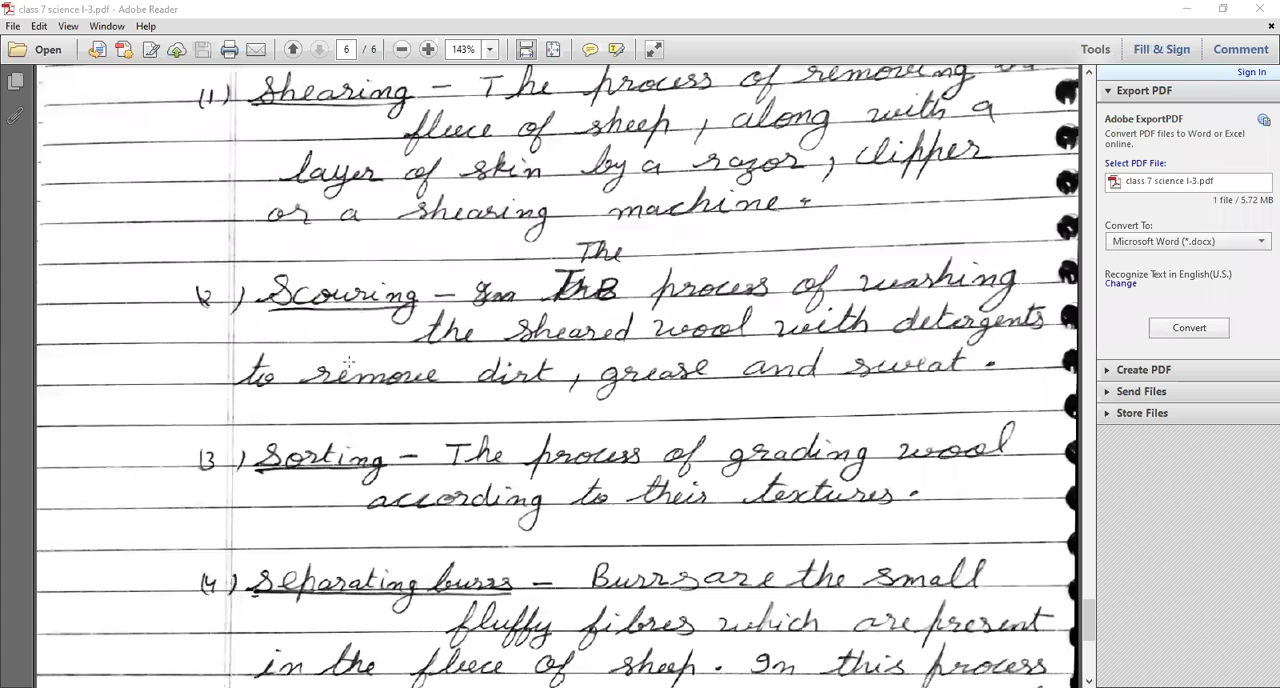 class 7 science I-3.pdf - Adobe Reader
File Edit View Window Help
Open 6 / 6 143% Tools Fill & Sign Comment
Sign In
Export PDF
Adobe ExportPDF
Convert PDF files to Word or Excel
online.
Select PDF File:
class 7 science I-3.pdf
1 file / 5.72 MB
Convert To:
Microsoft Word (*.docx)
Recognize Text in English(U.S.)
Change
Convert
Create PDF
Send Files
Store Files
(1) Shearing - The process of removing
fleece of sheep, along with a
layer of skin by a razor, clipper
or a shearing machine.
The
2) Scouring - process of washing
the sheared wool with detergents
to remove dirt, grease and sweat.
(3) Sorting - The process of grading wool
according to their textures.
(4) Separating burrs - Burrs are the small
fluffy fibres which are present
in the fleece of sheep. In this process